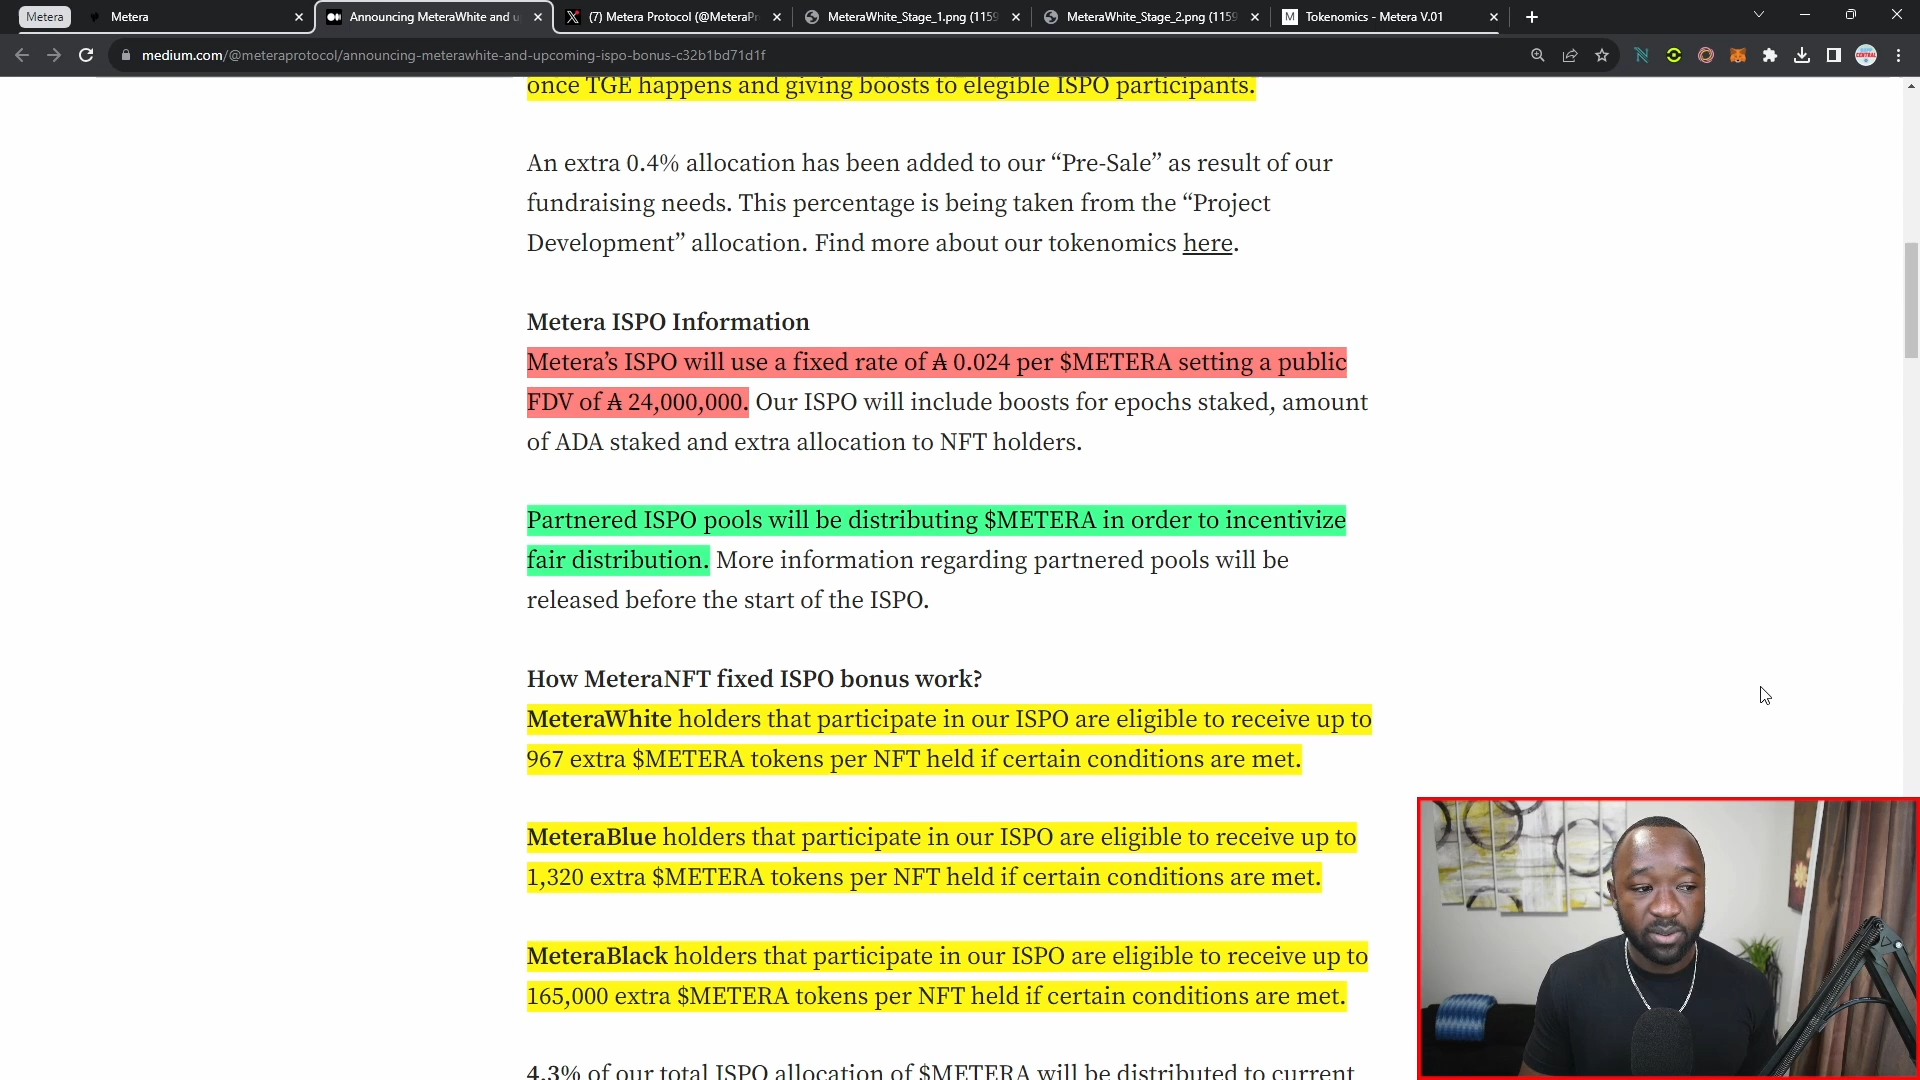 Metera
Metera
Announcing MeteraWhite and u
(7) Metera Protocol (@MeteraPr
MeteraWhite_Stage_1.png (1159
MeteraWhite_Stage_2.png (1159
Tokenomics - Metera V.01
medium.com/@meteraprotocol/announcing-meterawhite-and-upcoming-ispo-bonus-c32b1bd71d1f
once TGE happens and giving boosts to elegible ISPO participants.
An extra 0.4% allocation has been added to our “Pre-Sale” as result of our
fundraising needs. This percentage is being taken from the “Project
Development” allocation. Find more about our tokenomics here.
Metera ISPO Information
Metera’s ISPO will use a fixed rate of ₳ 0.024 per $METERA setting a public
FDV of ₳ 24,000,000. Our ISPO will include boosts for epochs staked, amount
of ADA staked and extra allocation to NFT holders.
Partnered ISPO pools will be distributing $METERA in order to incentivize
fair distribution. More information regarding partnered pools will be
released before the start of the ISPO.
How MeteraNFT fixed ISPO bonus work?
MeteraWhite holders that participate in our ISPO are eligible to receive up to
967 extra $METERA tokens per NFT held if certain conditions are met.
MeteraBlue holders that participate in our ISPO are eligible to receive up to
1,320 extra $METERA tokens per NFT held if certain conditions are met.
MeteraBlack holders that participate in our ISPO are eligible to receive up to
165,000 extra $METERA tokens per NFT held if certain conditions are met.
4.3% of our total ISPO allocation of $METERA will be distributed to current